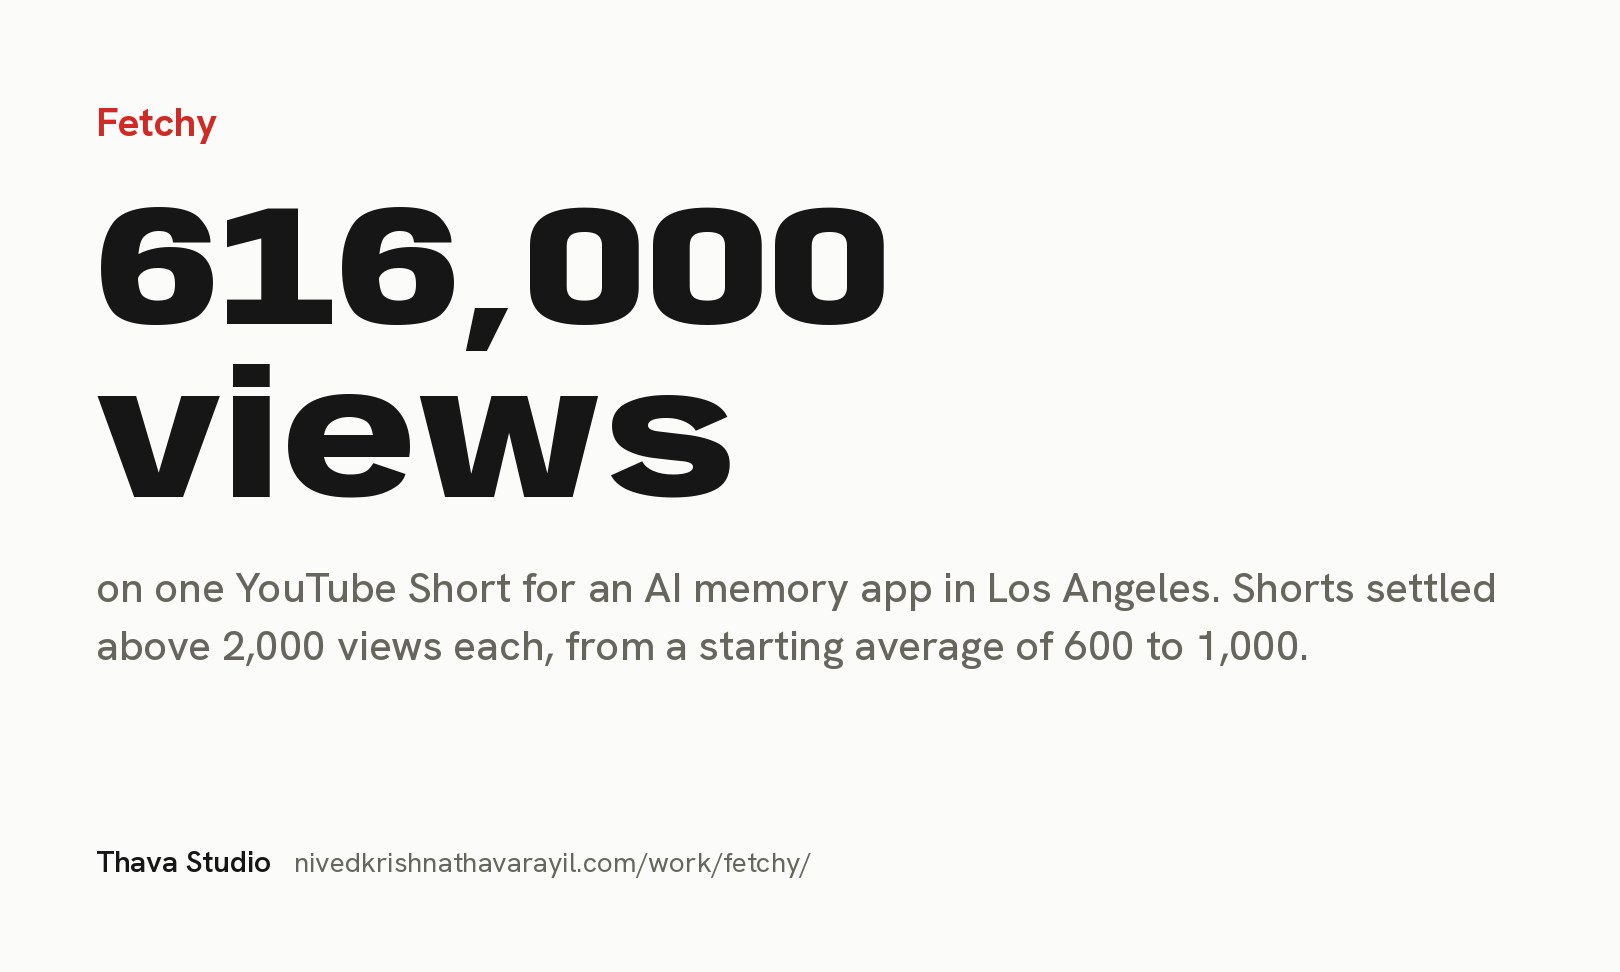 Fetchy
616,000
views
on one YouTube Short for an AI memory app in Los Angeles. Shorts settled
above 2,000 views each, from a starting average of 600 to 1,000.
Thava Studio nivedkrishnathavarayil.com/work/fetchy/